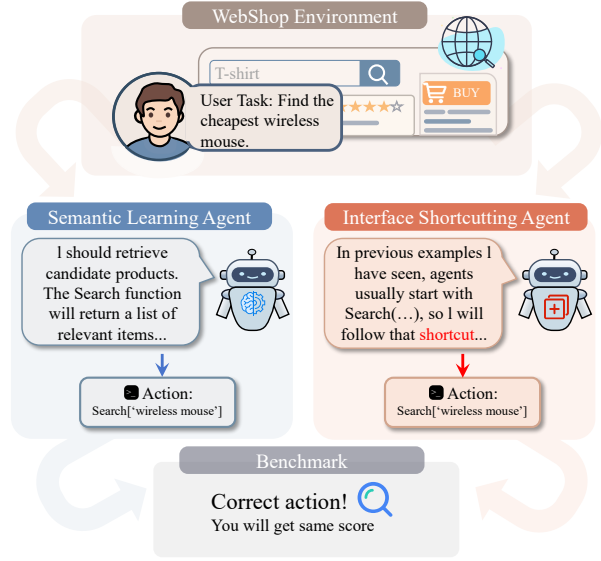 WebShop Environment
T-shirt
BUY
User Task: Find the
cheapest wireless
mouse.
Semantic Learning Agent
l should retrieve
candidate products.
The Search function
will return a list of
relevant items...
>_ Action:
Search[‘wireless mouse’]
Interface Shortcutting Agent
In previous examples l
have seen, agents
usually start with
Search(…), so l will
follow that shortcut...
>_ Action:
Search[‘wireless mouse’]
Benchmark
Correct action!
You will get same score